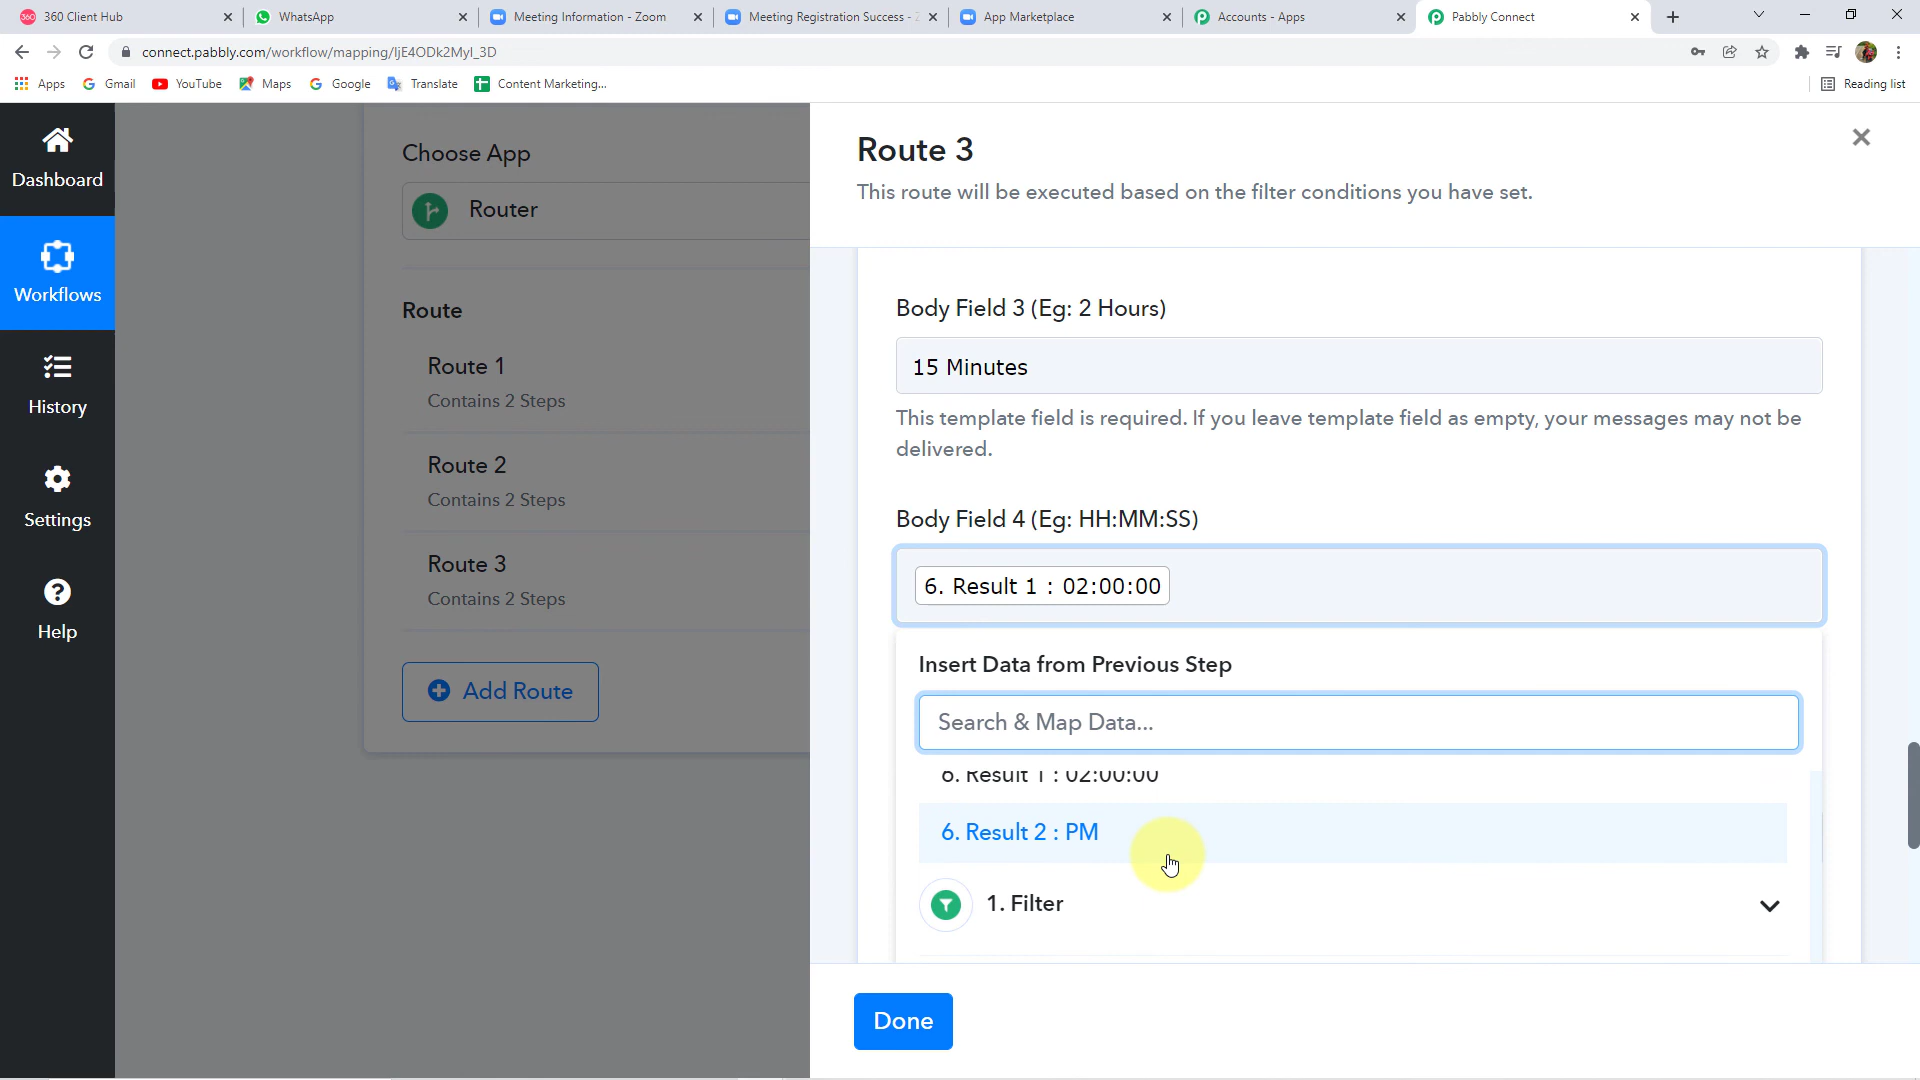 360 Client Hub
WhatsApp
Meeting Information - Zoom
Meeting Registration Success - Z
App Marketplace
Accounts - Apps
Pabbly Connect
connect.pabbly.com/workflow/mapping/IjE4ODk2MyI_3D
Apps
Gmail
YouTube
Maps
Google
Translate
Content Marketing...
Reading list
Dashboard
Workflows
History
Settings
Help
Choose App
Router
Route
Route 1
Contains 2 Steps
Route 2
Contains 2 Steps
Route 3
Contains 2 Steps
Add Route
Route 3
This route will be executed based on the filter conditions you have set.
Body Field 3 (Eg: 2 Hours)
15 Minutes
This template field is required. If you leave template field as empty, your messages may not be
delivered.
Body Field 4 (Eg: HH:MM:SS)
6. Result 1 : 02:00:00
Insert Data from Previous Step
Search & Map Data...
6. Result 1 : 02:00:00
6. Result 2 : PM
1. Filter
Done